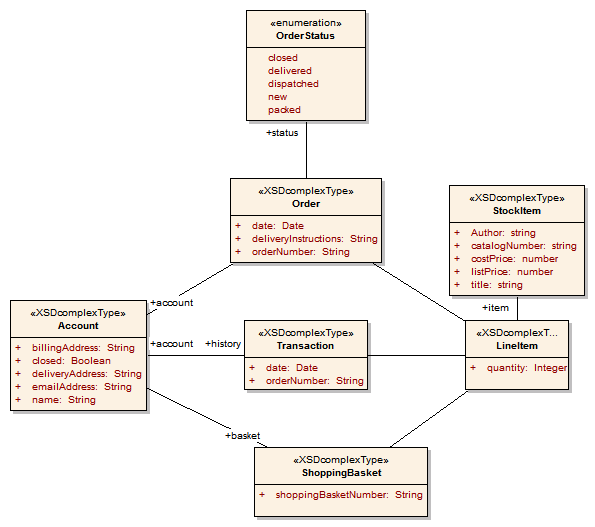 «enumeration»
OrderStatus
closed
delivered
dispatched
new
packed
+status
«XSDcomplexType»
Order
+ date: Date
+ deliveryInstructions: String
+ orderNumber: String
«XSDcomplexType»
StockItem
+ Author: string
+ catalogNumber: string
+ costPrice: number
+ listPrice: number
+ title: string
+account
+item
«XSDcomplexType»
Account
+ billingAddress: String
+ closed: Boolean
+ deliveryAddress: String
+ emailAddress: String
+ name: String
+account
+history
«XSDcomplexType»
Transaction
+ date: Date
+ orderNumber: String
«XSDcomplexT...
LineItem
+ quantity: Integer
+basket
«XSDcomplexType»
ShoppingBasket
+ shoppingBasketNumber: String